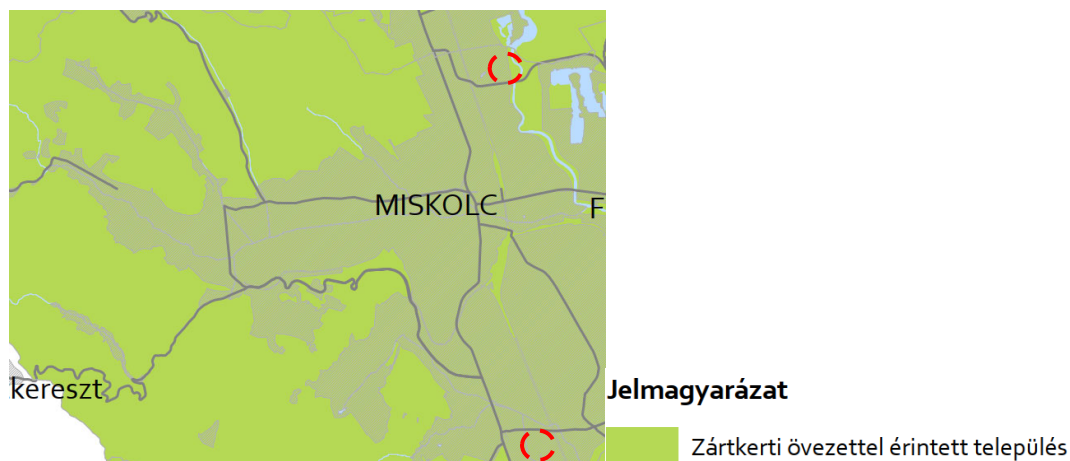 MISKOLC
F
kereszt
Jelmagyarázat
Zártkerti övezettel érintett település